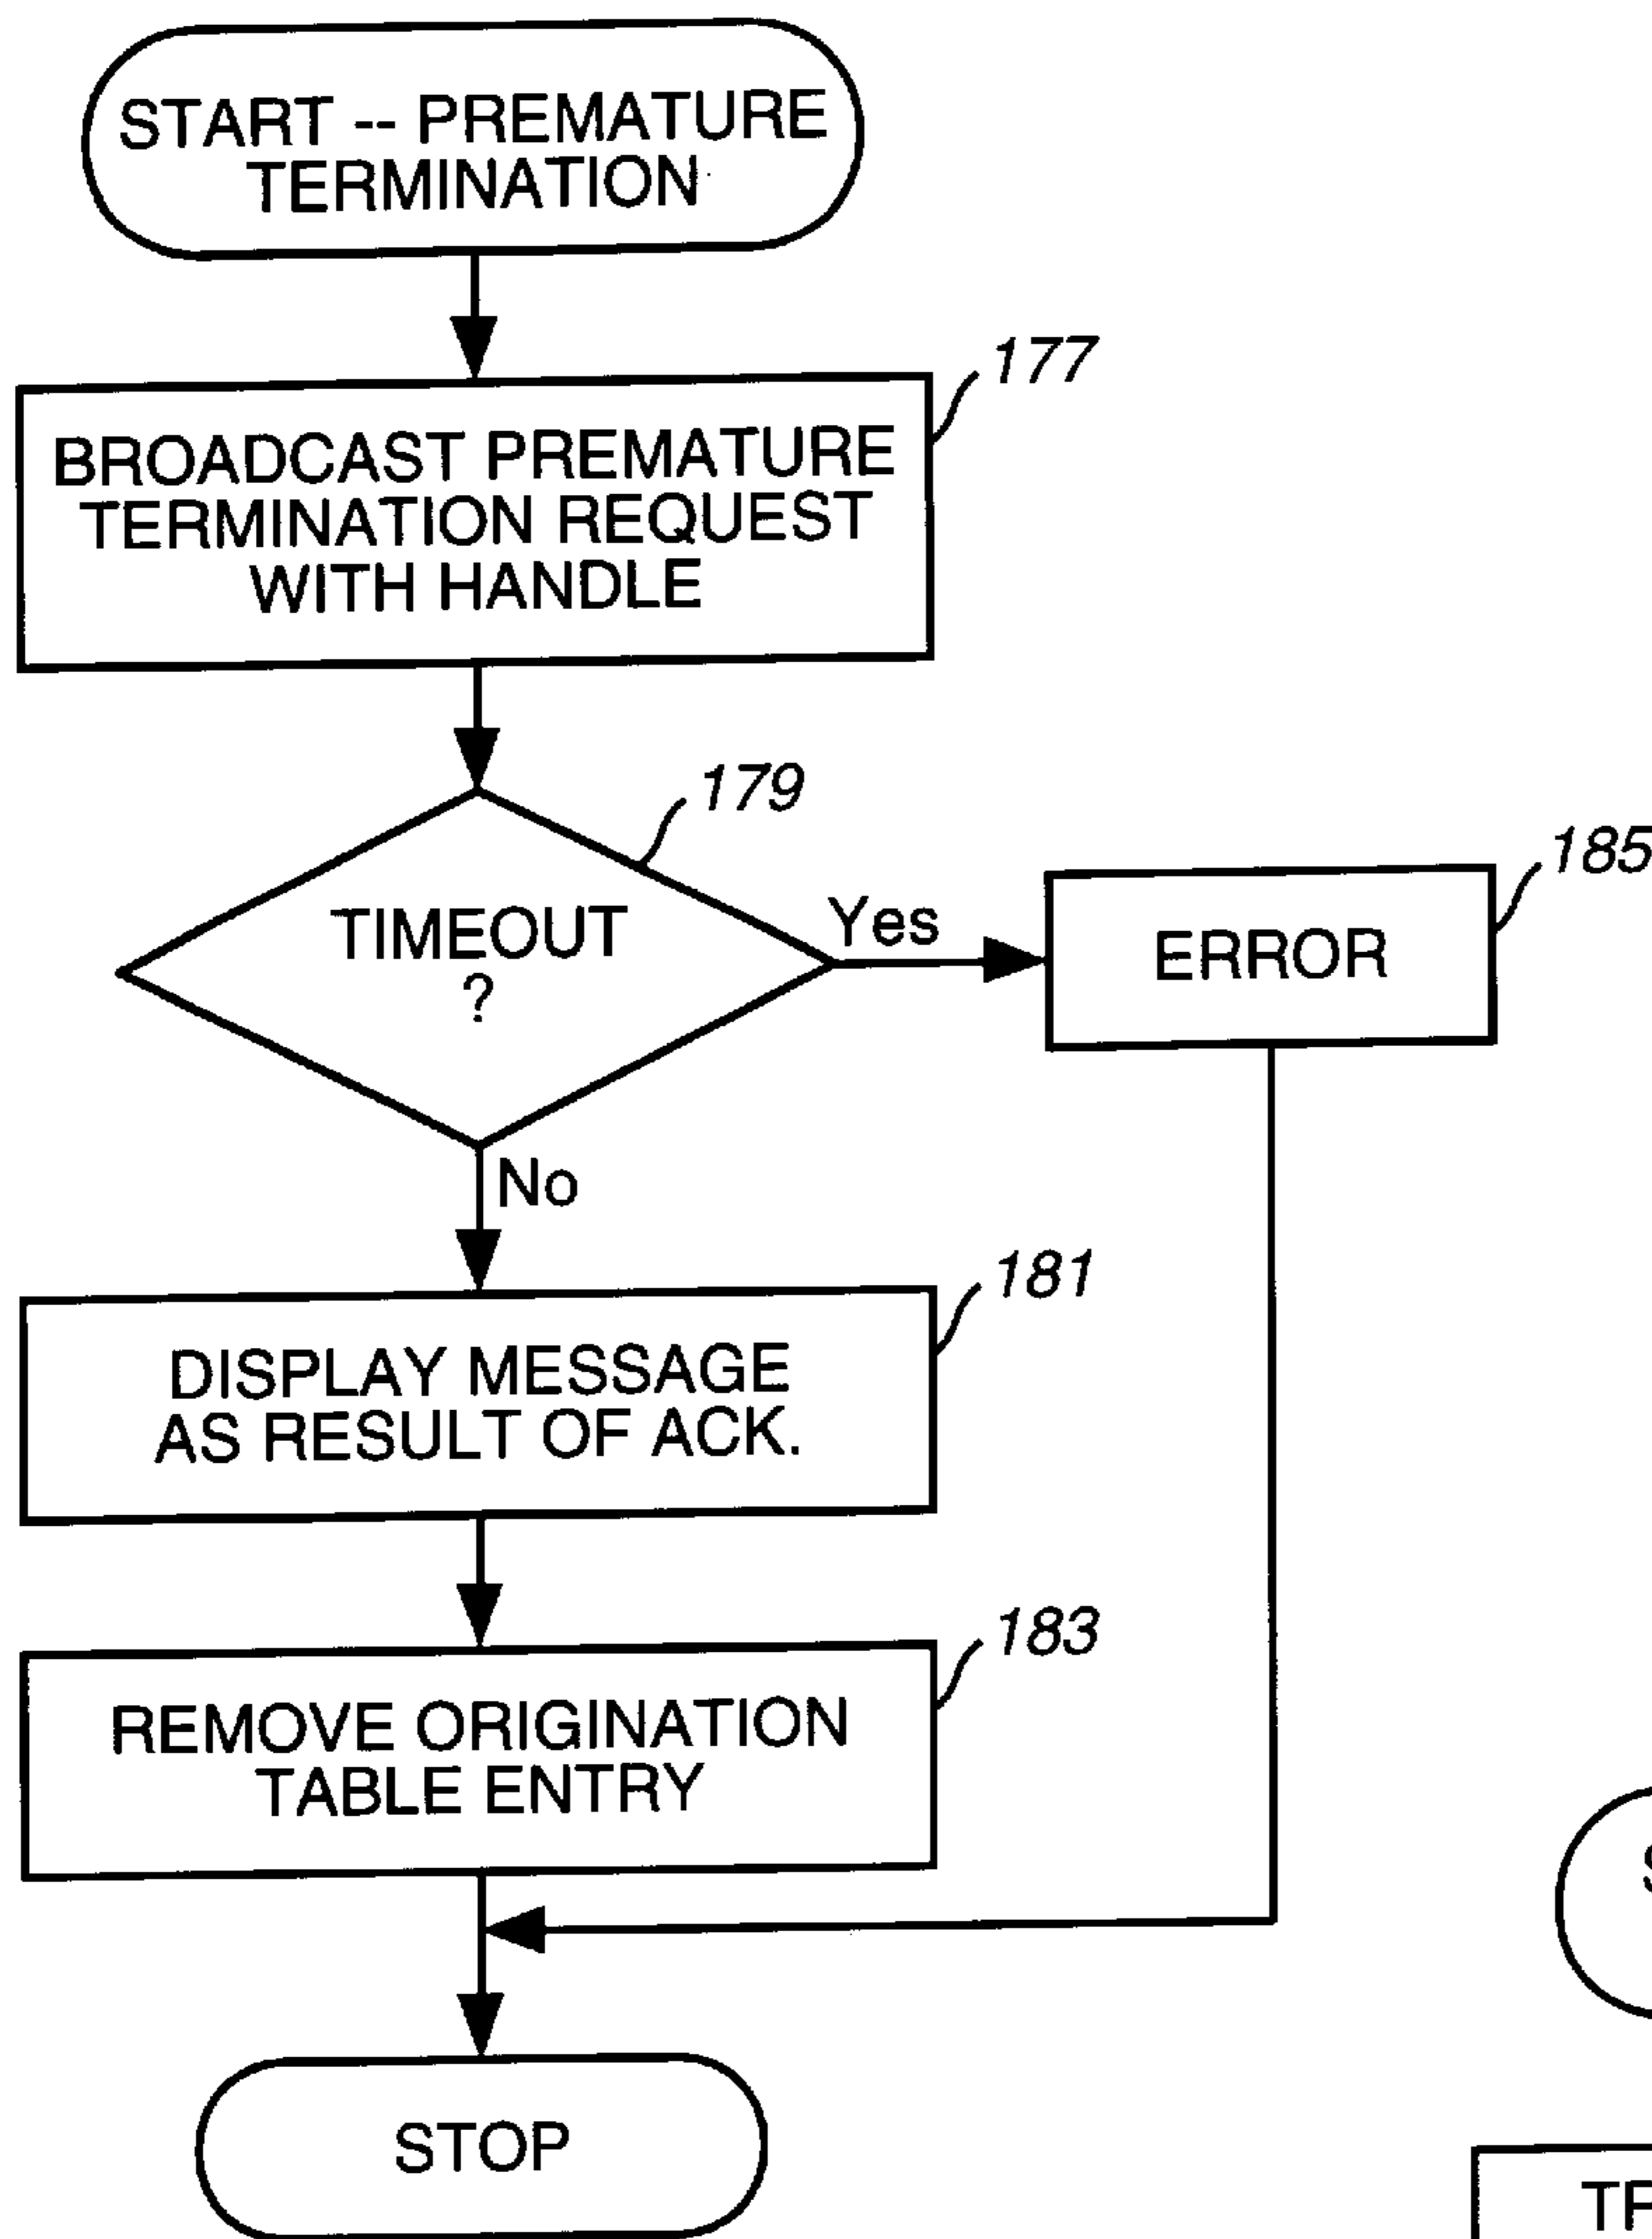 START -- PREMATURE
TERMINATION
177
BROADCAST PREMATURE
TERMINATION REQUEST
WITH HANDLE
179
TIMEOUT
?
Yes
185
ERROR
No
181
DISPLAY MESSAGE
AS RESULT OF ACK.
183
REMOVE ORIGINATION
TABLE ENTRY
STOP